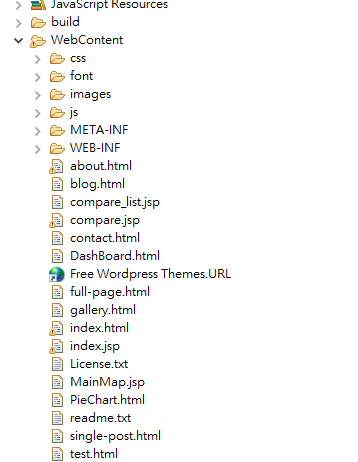 JavaScript Resources
build
WebContent
css
font
images
js
META-INF
WEB-INF
about.html
blog.html
compare_list.jsp
compare.jsp
contact.html
DashBoard.html
Free Wordpress Themes.URL
full-page.html
gallery.html
index.html
index.jsp
License.txt
MainMap.jsp
PieChart.html
readme.txt
single-post.html
test.html